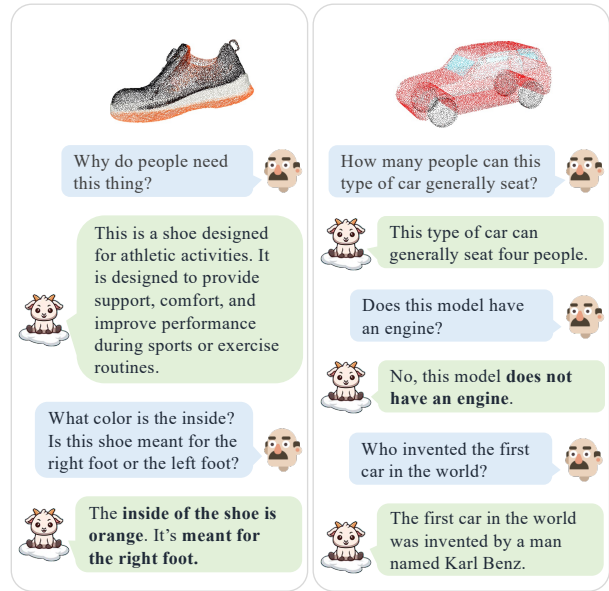 Why do people need
this thing?
This is a shoe designed
for athletic activities. It
is designed to provide
support, comfort, and
improve performance
during sports or exercise
routines.
What color is the inside?
Is this shoe meant for the
right foot or the left foot?
The inside of the shoe is
orange. It's meant for
the right foot.
How many people can this
type of car generally seat?
This type of car can
generally seat four people.
Does this model have
an engine?
No, this model does not
have an engine.
Who invented the first
car in the world?
The first car in the world
was invented by a man
named Karl Benz.